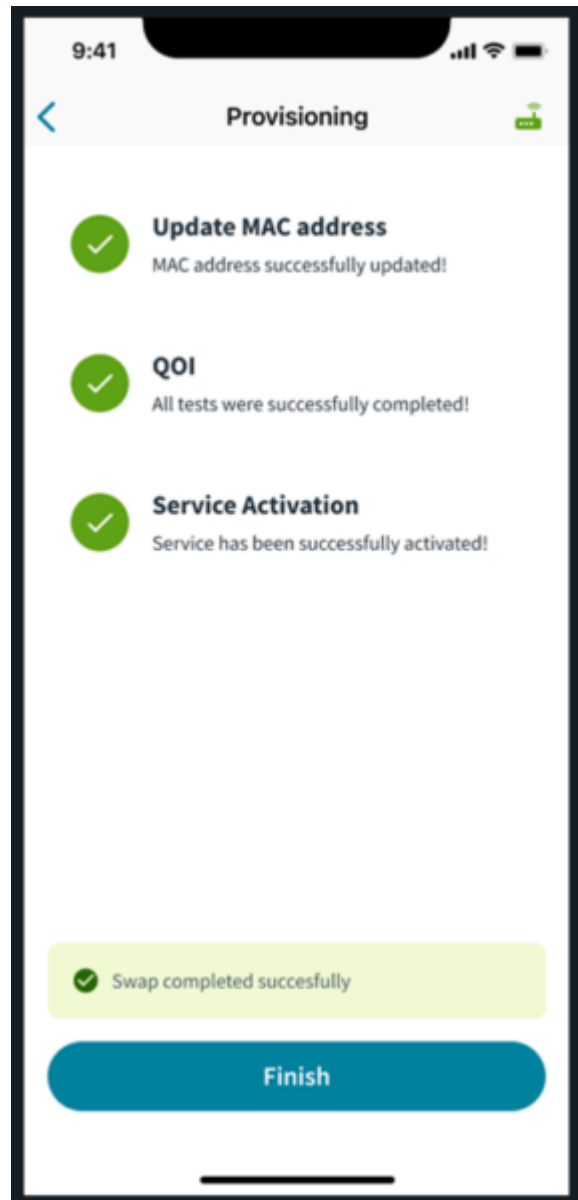 9:41
Provisioning
Update MAC address
MAC address successfully updated!
QOI
All tests were successfully completed!
Service Activation
Service has been successfully activated!
Swap completed succesfully
Finish